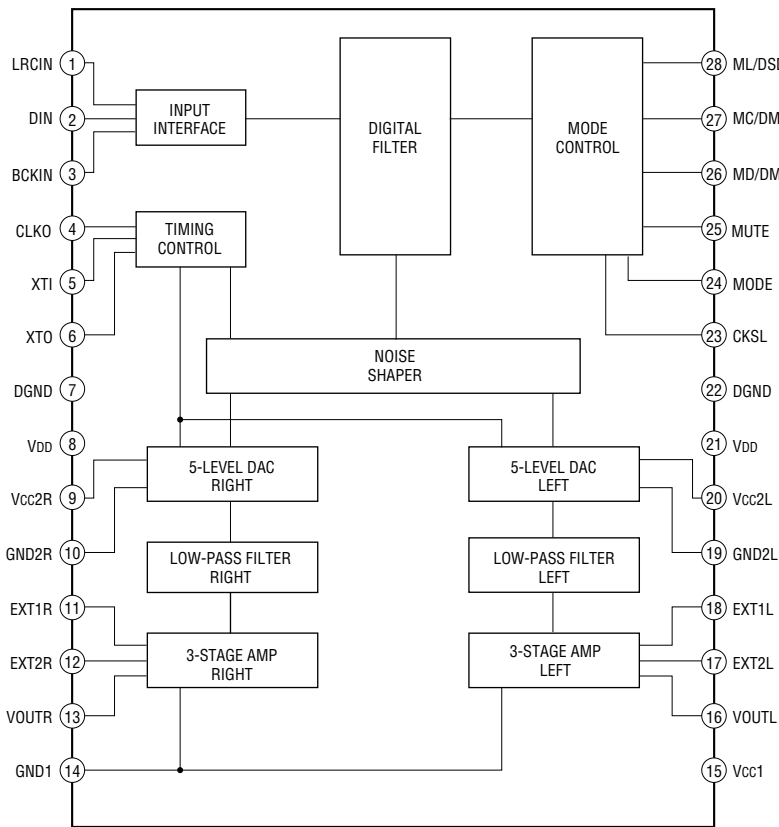 LRCIN 1
DIN 2
BCKIN 3
CLKO 4
XTI 5
XTO 6
DGND 7
VDD 8
VCC2R 9
GND2R 10
EXT1R 11
EXT2R 12
VOUTR 13
GND1 14
INPUT
INTERFACE
DIGITAL
FILTER
MODE
CONTROL
TIMING
CONTROL
NOISE
SHAPER
5-LEVEL DAC
RIGHT
5-LEVEL DAC
LEFT
LOW-PASS FILTER
RIGHT
LOW-PASS FILTER
LEFT
3-STAGE AMP
RIGHT
3-STAGE AMP
LEFT
28 ML/DS
27 MC/DM
26 MD/DM
25 MUTE
24 MODE
23 CKSL
22 DGND
21 VDD
20 VCC2L
19 GND2L
18 EXT1L
17 EXT2L
16 VOUTL
15 VCC1